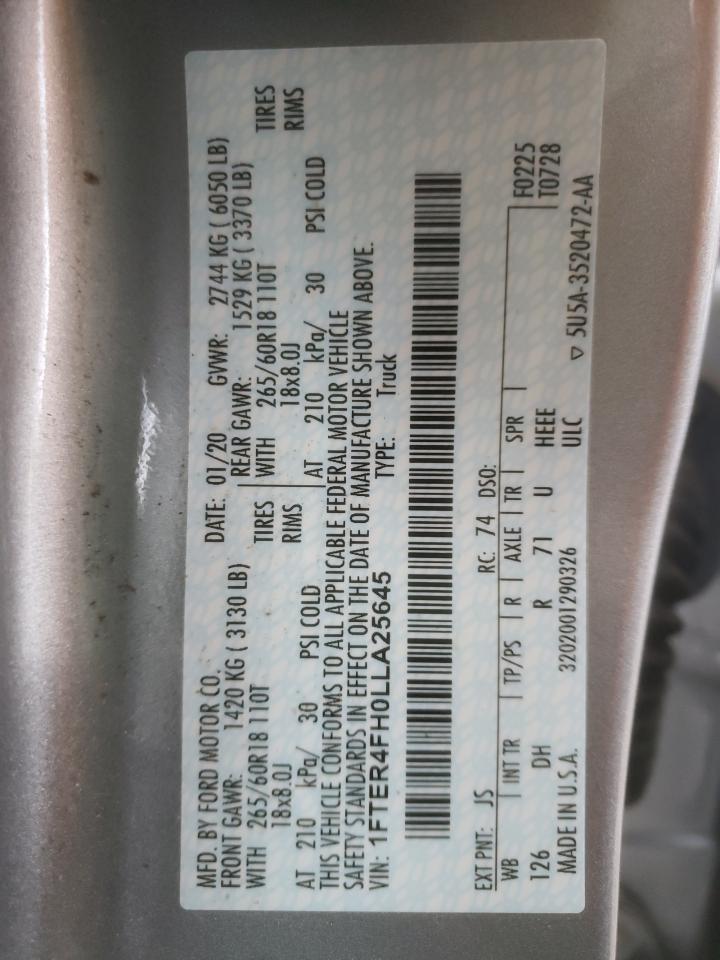 MFD. BY FORD MOTOR CO. DATE: 01/20 GVWR: 2744 KG ( 6050 LB)
FRONT GAWR: 1420 KG ( 3130 LB) REAR GAWR: 1529 KG ( 3370 LB)
WITH 265/60R18 110T TIRES WITH 265/60R18 110T TIRES
18x8.0J RIMS 18x8.0J RIMS
AT 210 kPa/ 30 PSI COLD AT 210 kPa/ 30 PSI COLD
THIS VEHICLE CONFORMS TO ALL APPLICABLE FEDERAL MOTOR VEHICLE
SAFETY STANDARDS IN EFFECT ON THE DATE OF MANUFACTURE SHOWN ABOVE.
VIN: 1FTER4FH0LLA25645 TYPE: Truck
EXT PNT: JS RC: 74 DSO:
WB INT TR TP/PS R AXLE TR SPR F0225
126 DH R 71 U HEEE T0728
MADE IN U.S.A. 3202001290326 ULC ▽ 5U5A-3520472-AA